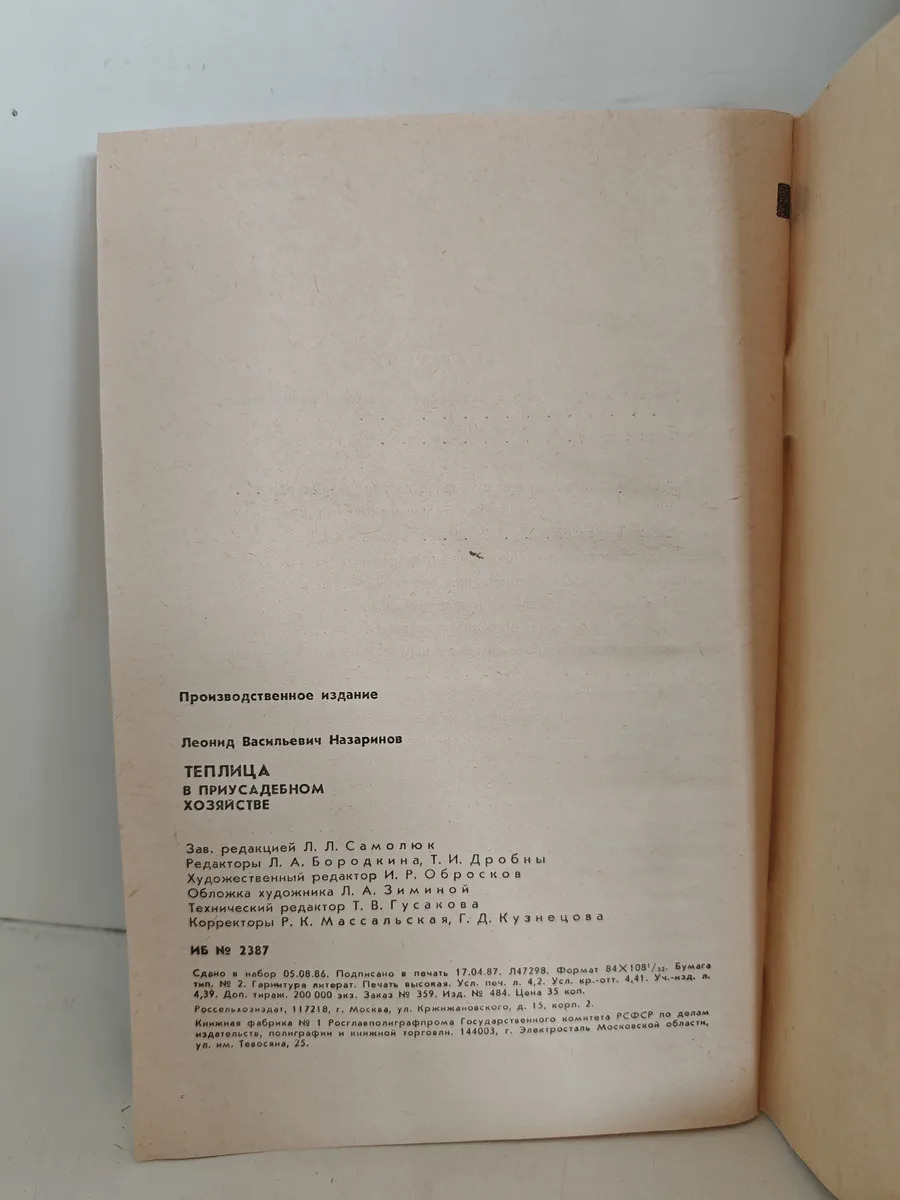 Производственное издание
Леонид Васильевич Назаринов
ТЕПЛИЦА
В ПРИУСАДЕБНОМ
ХОЗЯЙСТВЕ
Зав. редакцией Л. Л. Самолюк
Редакторы Л. А. Бородкина, Т. И. Дробны
Художественный редактор И. Р. Обросков
Обложка художника Л. А. Зиминой
Технический редактор Т. В. Гусакова
Корректоры Р. К. Массальская, Г. Д. Кузнецова
ИБ № 2387
Сдано в набор 05.08.86. Подписано в печать 17.04.87. Л47298. Формат 84×108¹/₃₂. Бумага
тип. № 2. Гарнитура литерат. Печать высокая. Усл. печ. л. 4,2. Усл. кр.-отт. 4,41. Уч.-изд. л.
4,39. Доп. тираж. 200 000 экз. Заказ № 359. Изд. № 484. Цена 35 коп.
Россельхозиздат, 117218, г. Москва, ул. Кржижановского, д. 15, корп. 2.
Книжная фабрика № 1 Росглавполиграфпрома Государственного комитета РСФСР по делам
издательств, полиграфии и книжной торговли. 144003, г. Электросталь Московской области,
ул. им. Тевосяна, 25.